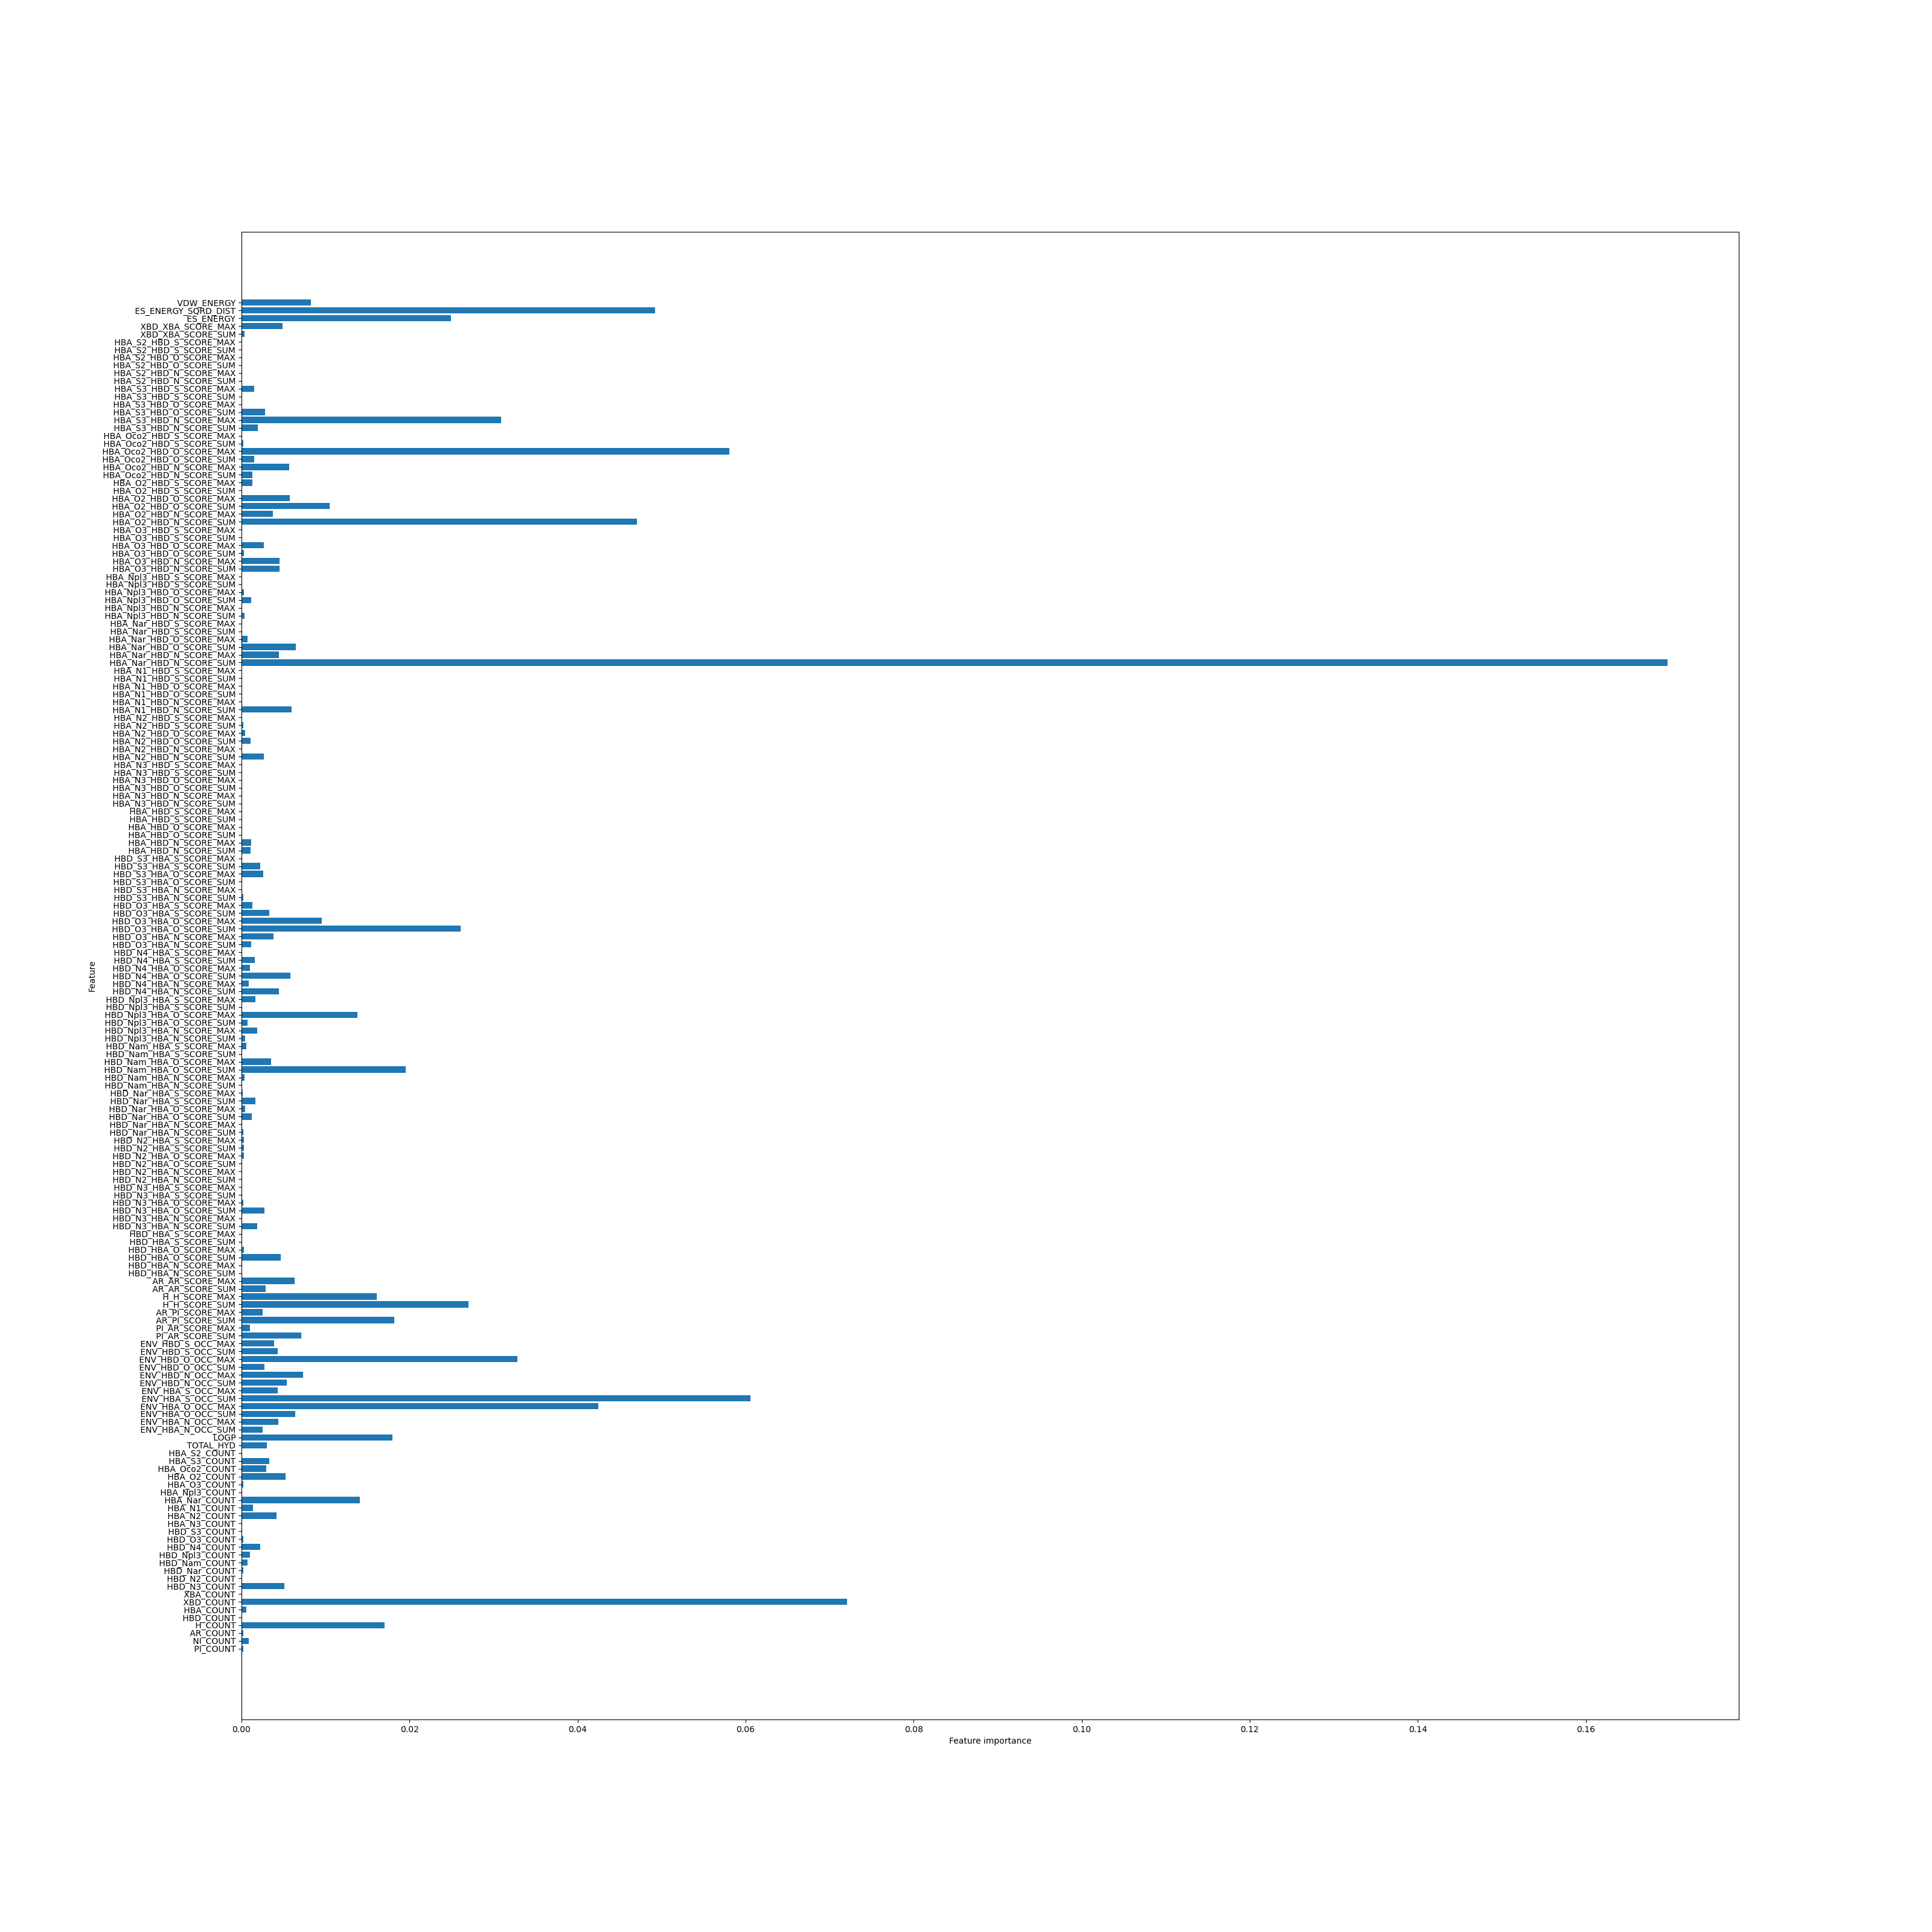 VDW_ENERGY
ES_ENERGY_SQRD_DIST
ES_ENERGY
XBD_XBA_SCORE_MAX
XBD_XBA_SCORE_SUM
HBA_S2_HBD_S_SCORE_MAX
HBA_S2_HBD_S_SCORE_SUM
HBA_S2_HBD_O_SCORE_MAX
HBA_S2_HBD_O_SCORE_SUM
HBA_S2_HBD_N_SCORE_MAX
HBA_S2_HBD_N_SCORE_SUM
HBA_S3_HBD_S_SCORE_MAX
HBA_S3_HBD_S_SCORE_SUM
HBA_S3_HBD_O_SCORE_MAX
HBA_S3_HBD_O_SCORE_SUM
HBA_S3_HBD_N_SCORE_MAX
HBA_S3_HBD_N_SCORE_SUM
HBA_Oco2_HBD_S_SCORE_MAX
HBA_Oco2_HBD_S_SCORE_SUM
HBA_Oco2_HBD_O_SCORE_MAX
HBA_Oco2_HBD_O_SCORE_SUM
HBA_Oco2_HBD_N_SCORE_MAX
HBA_Oco2_HBD_N_SCORE_SUM
HBA_O2_HBD_S_SCORE_MAX
HBA_O2_HBD_S_SCORE_SUM
HBA_O2_HBD_O_SCORE_MAX
HBA_O2_HBD_O_SCORE_SUM
HBA_O2_HBD_N_SCORE_MAX
HBA_O2_HBD_N_SCORE_SUM
HBA_O3_HBD_S_SCORE_MAX
HBA_O3_HBD_S_SCORE_SUM
HBA_O3_HBD_O_SCORE_MAX
HBA_O3_HBD_O_SCORE_SUM
HBA_O3_HBD_N_SCORE_MAX
HBA_O3_HBD_N_SCORE_SUM
HBA_Npl3_HBD_S_SCORE_MAX
HBA_Npl3_HBD_S_SCORE_SUM
HBA_Npl3_HBD_O_SCORE_MAX
HBA_Npl3_HBD_O_SCORE_SUM
HBA_Npl3_HBD_N_SCORE_MAX
HBA_Npl3_HBD_N_SCORE_SUM
HBA_Nar_HBD_S_SCORE_MAX
HBA_Nar_HBD_S_SCORE_SUM
HBA_Nar_HBD_O_SCORE_MAX
HBA_Nar_HBD_O_SCORE_SUM
HBA_Nar_HBD_N_SCORE_MAX
HBA_Nar_HBD_N_SCORE_SUM
HBA_N1_HBD_S_SCORE_MAX
HBA_N1_HBD_S_SCORE_SUM
HBA_N1_HBD_O_SCORE_MAX
HBA_N1_HBD_O_SCORE_SUM
HBA_N1_HBD_N_SCORE_MAX
HBA_N1_HBD_N_SCORE_SUM
HBA_N2_HBD_S_SCORE_MAX
HBA_N2_HBD_S_SCORE_SUM
HBA_N2_HBD_O_SCORE_MAX
HBA_N2_HBD_O_SCORE_SUM
HBA_N2_HBD_N_SCORE_MAX
HBA_N2_HBD_N_SCORE_SUM
HBA_N3_HBD_S_SCORE_MAX
HBA_N3_HBD_S_SCORE_SUM
HBA_N3_HBD_O_SCORE_MAX
HBA_N3_HBD_O_SCORE_SUM
HBA_N3_HBD_N_SCORE_MAX
HBA_N3_HBD_N_SCORE_SUM
HBA_HBD_S_SCORE_MAX
HBA_HBD_S_SCORE_SUM
HBA_HBD_O_SCORE_MAX
HBA_HBD_O_SCORE_SUM
HBA_HBD_N_SCORE_MAX
HBA_HBD_N_SCORE_SUM
HBD_S3_HBA_S_SCORE_MAX
HBD_S3_HBA_S_SCORE_SUM
HBD_S3_HBA_O_SCORE_MAX
HBD_S3_HBA_O_SCORE_SUM
HBD_S3_HBA_N_SCORE_MAX
HBD_S3_HBA_N_SCORE_SUM
HBD_O3_HBA_S_SCORE_MAX
HBD_O3_HBA_S_SCORE_SUM
HBD_O3_HBA_O_SCORE_MAX
HBD_O3_HBA_O_SCORE_SUM
HBD_O3_HBA_N_SCORE_MAX
HBD_O3_HBA_N_SCORE_SUM
HBD_N4_HBA_S_SCORE_MAX
HBD_N4_HBA_S_SCORE_SUM
HBD_N4_HBA_O_SCORE_MAX
HBD_N4_HBA_O_SCORE_SUM
HBD_N4_HBA_N_SCORE_MAX
HBD_N4_HBA_N_SCORE_SUM
HBD_Npl3_HBA_S_SCORE_MAX
HBD_Npl3_HBA_S_SCORE_SUM
HBD_Npl3_HBA_O_SCORE_MAX
HBD_Npl3_HBA_O_SCORE_SUM
HBD_Npl3_HBA_N_SCORE_MAX
HBD_Npl3_HBA_N_SCORE_SUM
HBD_Nam_HBA_S_SCORE_MAX
HBD_Nam_HBA_S_SCORE_SUM
HBD_Nam_HBA_O_SCORE_MAX
HBD_Nam_HBA_O_SCORE_SUM
HBD_Nam_HBA_N_SCORE_MAX
HBD_Nam_HBA_N_SCORE_SUM
HBD_Nar_HBA_S_SCORE_MAX
HBD_Nar_HBA_S_SCORE_SUM
HBD_Nar_HBA_O_SCORE_MAX
HBD_Nar_HBA_O_SCORE_SUM
HBD_Nar_HBA_N_SCORE_MAX
HBD_Nar_HBA_N_SCORE_SUM
HBD_N2_HBA_S_SCORE_MAX
HBD_N2_HBA_S_SCORE_SUM
HBD_N2_HBA_O_SCORE_MAX
HBD_N2_HBA_O_SCORE_SUM
HBD_N2_HBA_N_SCORE_MAX
HBD_N2_HBA_N_SCORE_SUM
HBD_N3_HBA_S_SCORE_MAX
HBD_N3_HBA_S_SCORE_SUM
HBD_N3_HBA_O_SCORE_MAX
HBD_N3_HBA_O_SCORE_SUM
HBD_N3_HBA_N_SCORE_MAX
HBD_N3_HBA_N_SCORE_SUM
HBD_HBA_S_SCORE_MAX
HBD_HBA_S_SCORE_SUM
HBD_HBA_O_SCORE_MAX
HBD_HBA_O_SCORE_SUM
HBD_HBA_N_SCORE_MAX
HBD_HBA_N_SCORE_SUM
AR_AR_SCORE_MAX
AR_AR_SCORE_SUM
H_H_SCORE_MAX
H_H_SCORE_SUM
AR_PI_SCORE_MAX
AR_PI_SCORE_SUM
PI_AR_SCORE_MAX
PI_AR_SCORE_SUM
ENV_HBD_S_OCC_MAX
ENV_HBD_S_OCC_SUM
ENV_HBD_O_OCC_MAX
ENV_HBD_O_OCC_SUM
ENV_HBD_N_OCC_MAX
ENV_HBD_N_OCC_SUM
ENV_HBA_S_OCC_MAX
ENV_HBA_S_OCC_SUM
ENV_HBA_O_OCC_MAX
ENV_HBA_O_OCC_SUM
ENV_HBA_N_OCC_MAX
ENV_HBA_N_OCC_SUM
LOGP
TOTAL_HYD
HBA_S2_COUNT
HBA_S3_COUNT
HBA_Oco2_COUNT
HBA_O2_COUNT
HBA_O3_COUNT
HBA_Npl3_COUNT
HBA_Nar_COUNT
HBA_N1_COUNT
HBA_N2_COUNT
HBA_N3_COUNT
HBD_S3_COUNT
HBD_O3_COUNT
HBD_N4_COUNT
HBD_Npl3_COUNT
HBD_Nam_COUNT
HBD_Nar_COUNT
HBD_N2_COUNT
HBD_N3_COUNT
XBA_COUNT
XBD_COUNT
HBA_COUNT
HBD_COUNT
H_COUNT
AR_COUNT
NI_COUNT
PI_COUNT
Feature
0.00 0.02 0.04 0.06 0.08 0.10 0.12 0.14 0.16
Feature importance